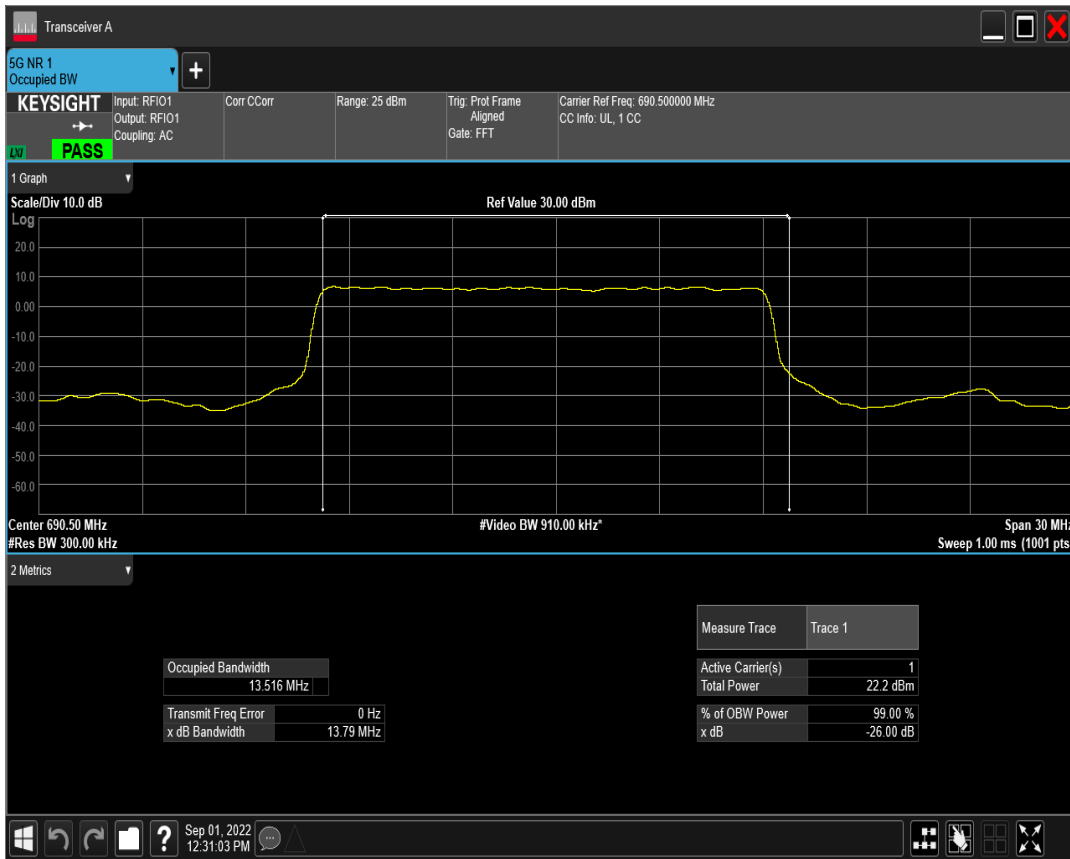 Transceiver A
5G NR 1
Occupied BW
KEYSIGHT
LXI
PASS
Input: RFIO1
Output: RFIO1
Coupling: AC
Corr CCorr
Range: 25 dBm
Trig: Prot Frame
Aligned
Gate: FFT
Carrier Ref Freq: 690.500000 MHz
CC Info: UL, 1 CC
1 Graph
Scale/Div 10.0 dB
Ref Value 30.00 dBm
Log
20.0
10.0
0.00
-10.0
-20.0
-30.0
-40.0
-50.0
-60.0
Center 690.50 MHz
#Video BW 910.00 kHz*
Span 30 MHz
#Res BW 300.00 kHz
Sweep 1.00 ms (1001 pts
2 Metrics
Measure Trace Trace 1
Occupied Bandwidth
13.516 MHz
Active Carrier(s) 1
Total Power 22.2 dBm
Transmit Freq Error 0 Hz
x dB Bandwidth 13.79 MHz
% of OBW Power 99.00 %
x dB -26.00 dB
Sep 01, 2022
12:31:03 PM